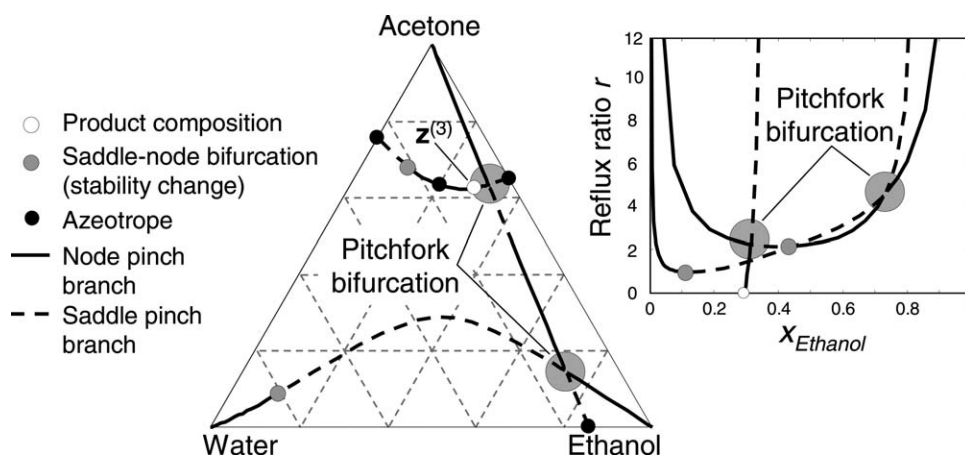 Acetone
Product composition
Saddle-node bifurcation
(stability change)
Azeotrope
Node pinch
branch
Saddle pinch
branch
z(3)
Pitchfork
bifurcation
Water
Ethanol
Reflux ratio r
12
10
8
6
4
2
0
Pitchfork
bifurcation
0
0.2
0.4
0.6
0.8
xEthanol